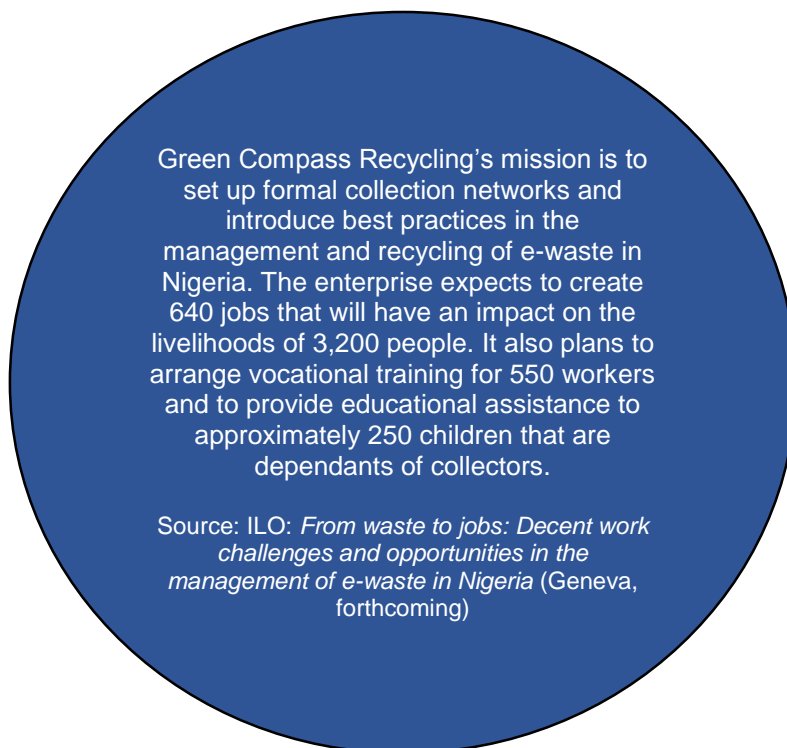 Green Compass Recycling’s mission is to
set up formal collection networks and
introduce best practices in the
management and recycling of e-waste in
Nigeria. The enterprise expects to create
640 jobs that will have an impact on the
livelihoods of 3,200 people. It also plans to
arrange vocational training for 550 workers
and to provide educational assistance to
approximately 250 children that are
dependants of collectors.
Source: ILO: From waste to jobs: Decent work
challenges and opportunities in the
management of e-waste in Nigeria (Geneva,
forthcoming)